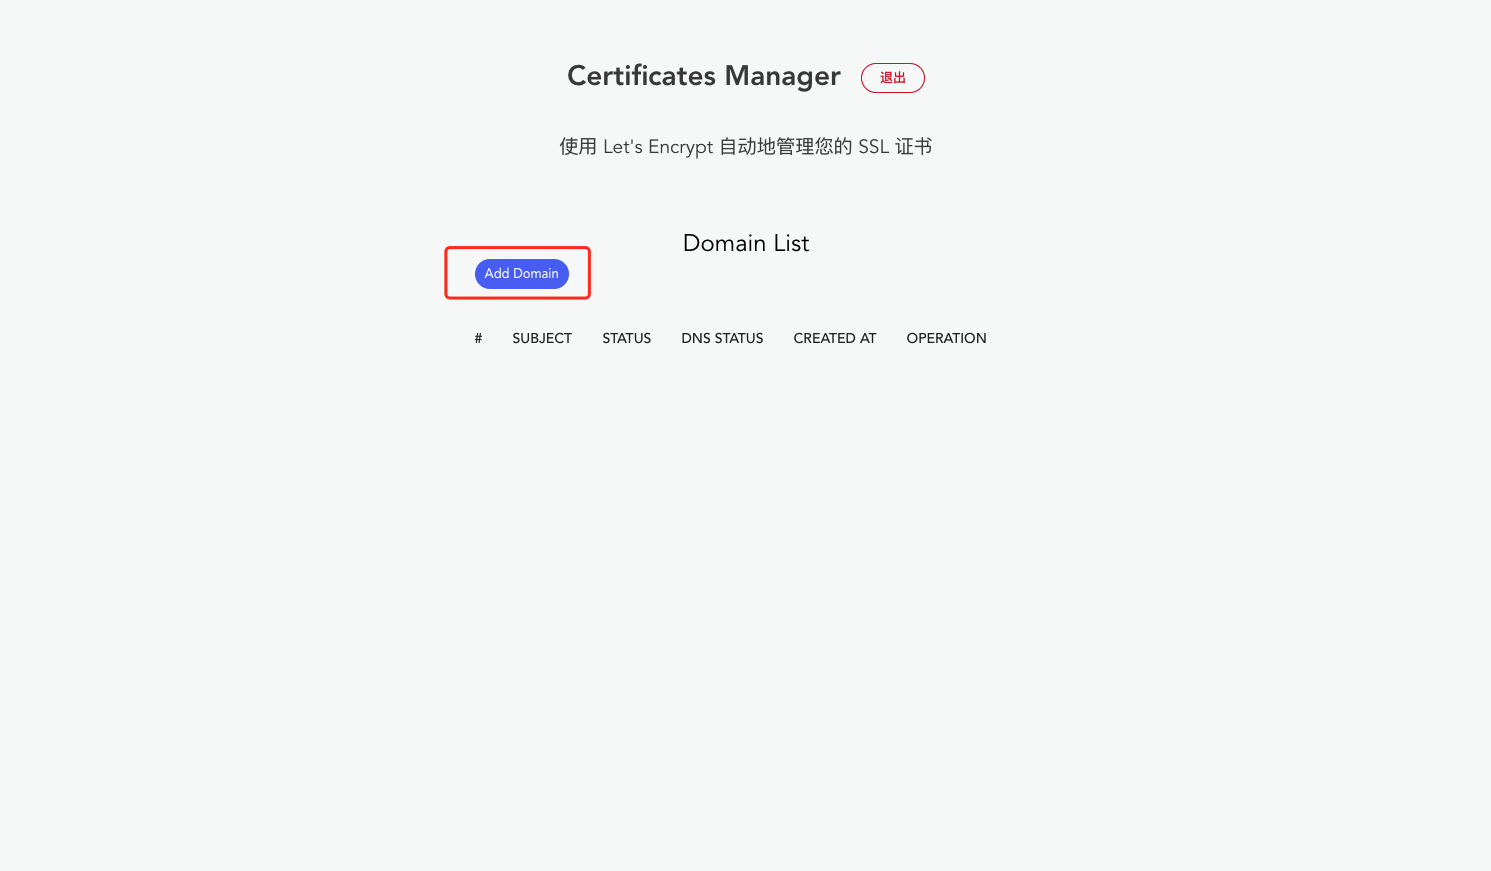 Certificates Manager 退出
使用 Let's Encrypt 自动地管理您的 SSL 证书
Domain List
Add Domain
# SUBJECT STATUS DNS STATUS CREATED AT OPERATION